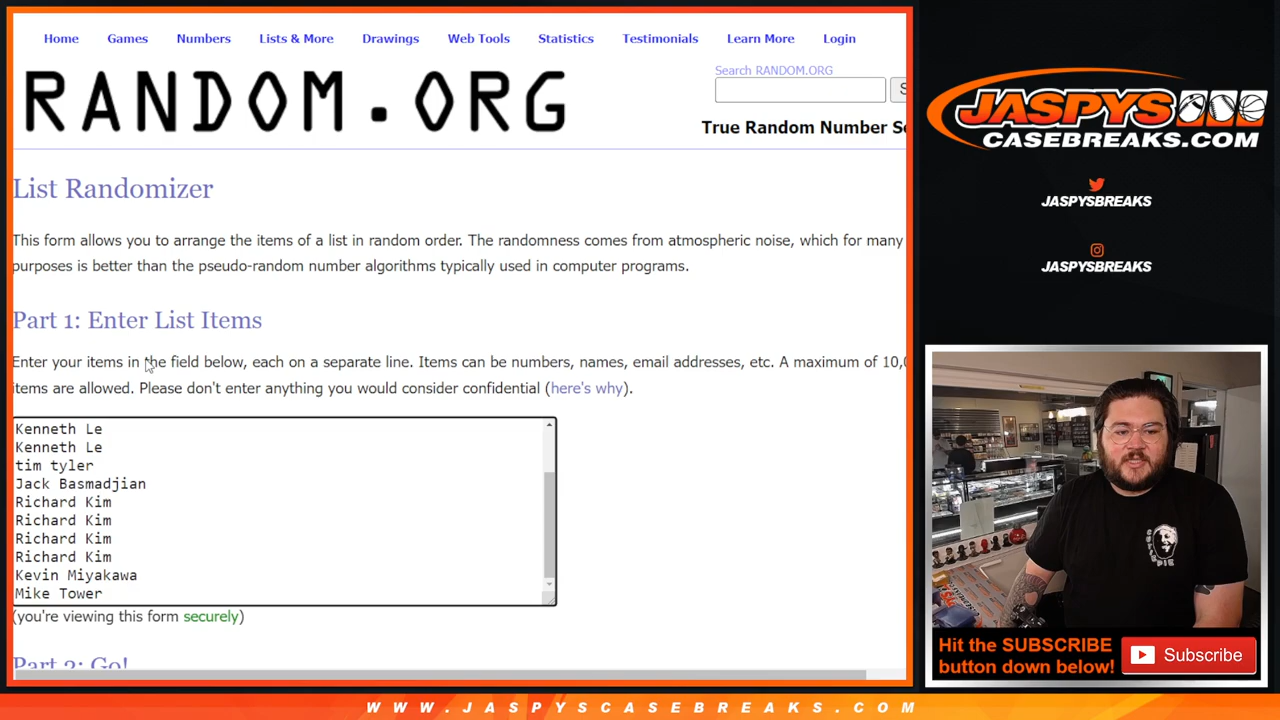 Home Games Numbers Lists & More Drawings Web Tools Statistics Testimonials Learn More Login
RANDOM.ORG
Search RANDOM.ORG
S
True Random Number Se
List Randomizer
This form allows you to arrange the items of a list in random order. The randomness comes from atmospheric noise, which for many
purposes is better than the pseudo-random number algorithms typically used in computer programs.
Part 1: Enter List Items
Enter your items in the field below, each on a separate line. Items can be numbers, names, email addresses, etc. A maximum of 10,0
items are allowed. Please don't enter anything you would consider confidential (here's why).
Kenneth Le
Kenneth Le
tim tyler
Jack Basmadjian
Richard Kim
Richard Kim
Richard Kim
Richard Kim
Kevin Miyakawa
Mike Tower
(you're viewing this form securely)
Part 2: Go!
JASPYS
CASEBREAKS.COM
JASPYSBREAKS
JASPYSBREAKS
CUTIE
PIE
Hit the SUBSCRIBE
button down below!
Subscribe
WWW.JASPYSCASEBREAKS.COM